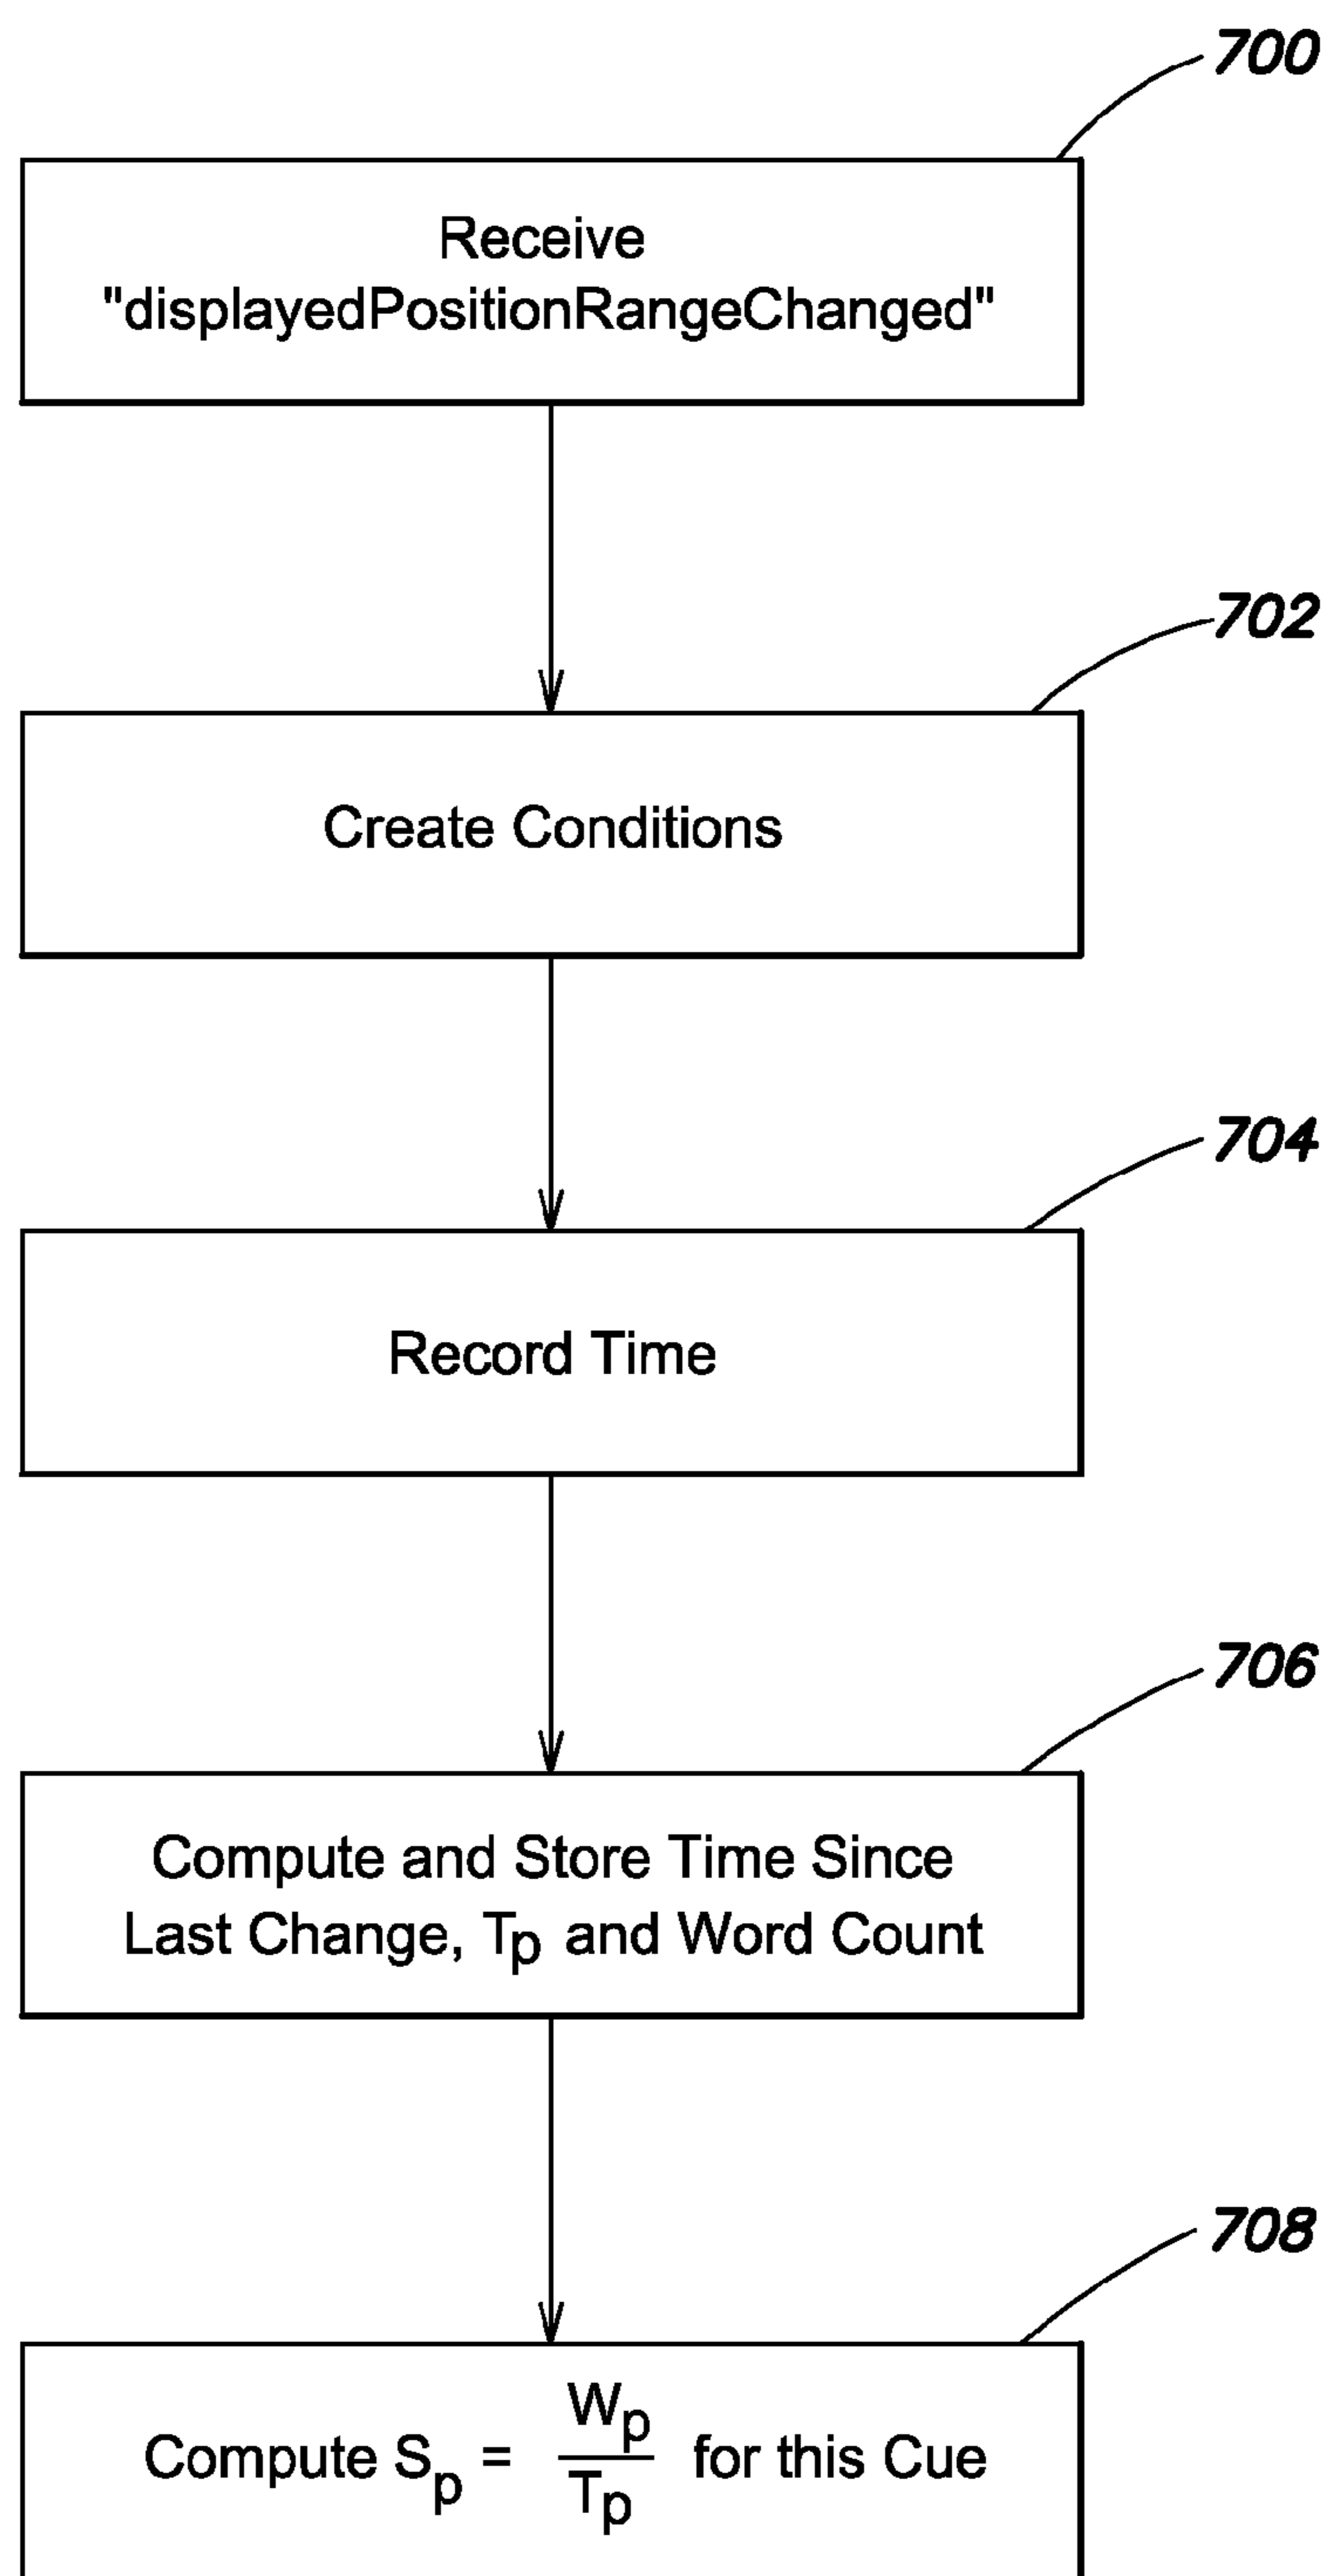 700
Receive
"displayedPositionRangeChanged"
702
Create Conditions
704
Record Time
706
Compute and Store Time Since
Last Change, Tp and Word Count
708
Compute Sp = Wp/Tp for this Cue